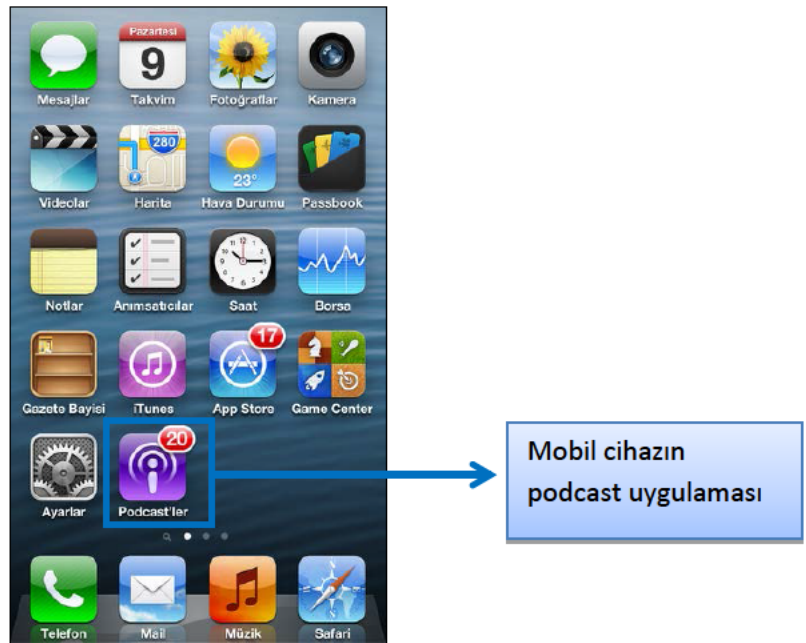 Pazartesi
9
Mesajlar Takvim Fotoğraflar Kamera
280
23°
Videolar Harita Hava Durumu Passbook
Notlar Anımsatıcılar Saat Borsa
17
Gazete Bayisi iTunes App Store Game Center
20
Ayarlar Podcast'ler
Mobil cihazın
podcast uygulaması
Telefon Mail Müzik Safari